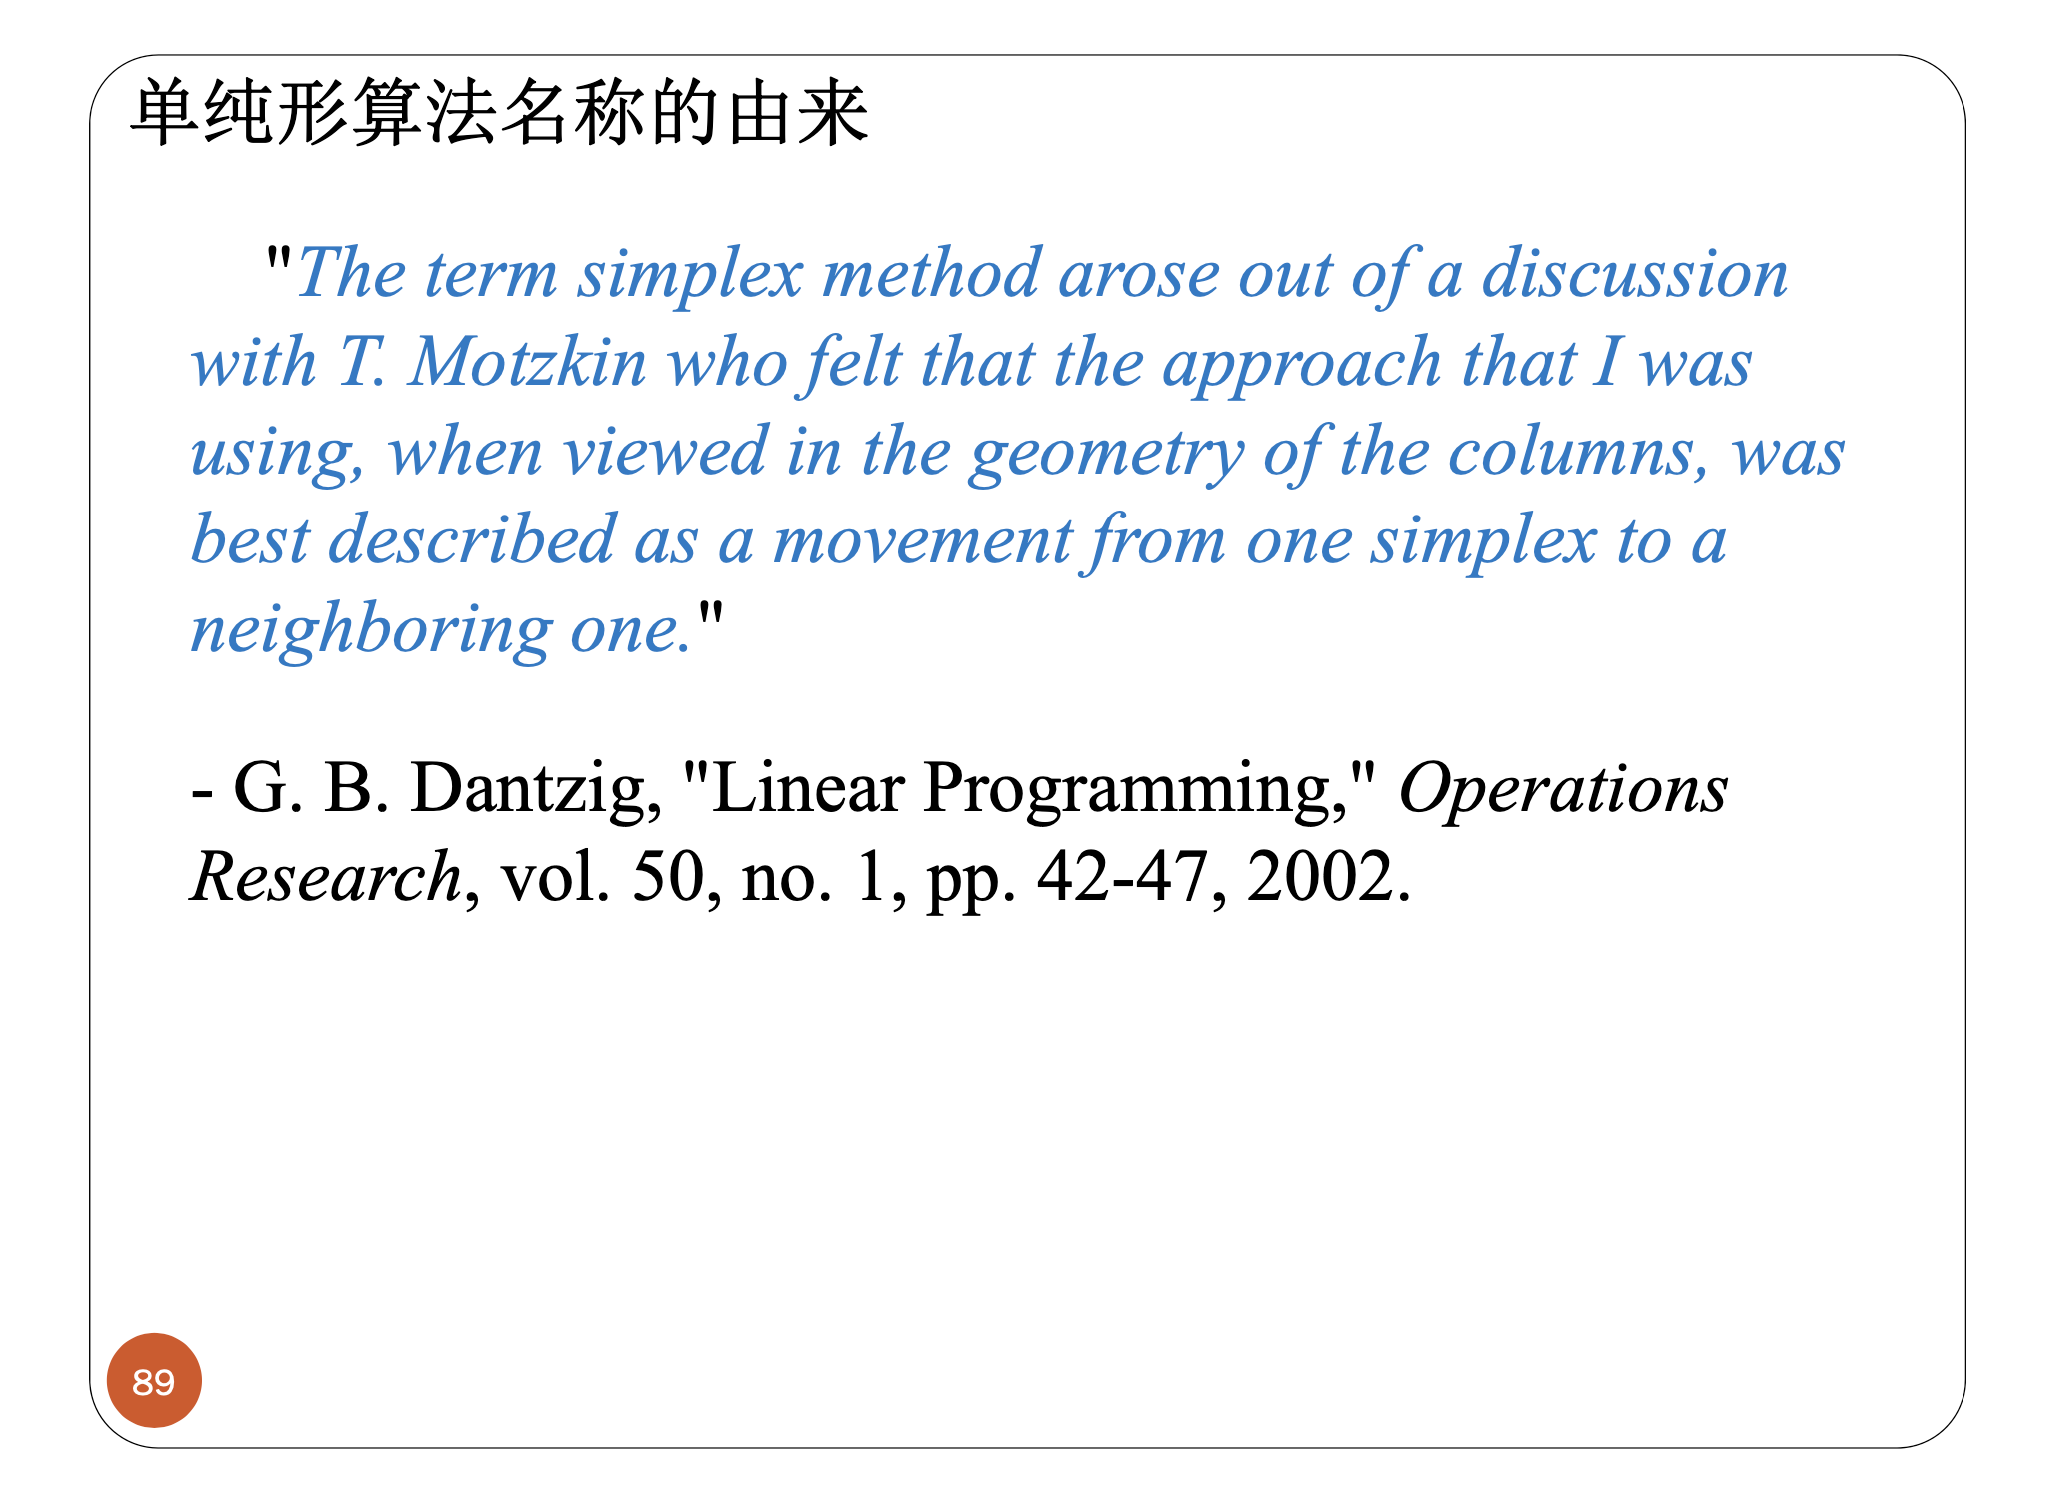 单纯形算法名称的由来
"The term simplex method arose out of a discussion
with T. Motzkin who felt that the approach that I was
using, when viewed in the geometry of the columns, was
best described as a movement from one simplex to a
neighboring one."
- G. B. Dantzig, "Linear Programming," Operations
Research, vol. 50, no. 1, pp. 42-47, 2002.
89